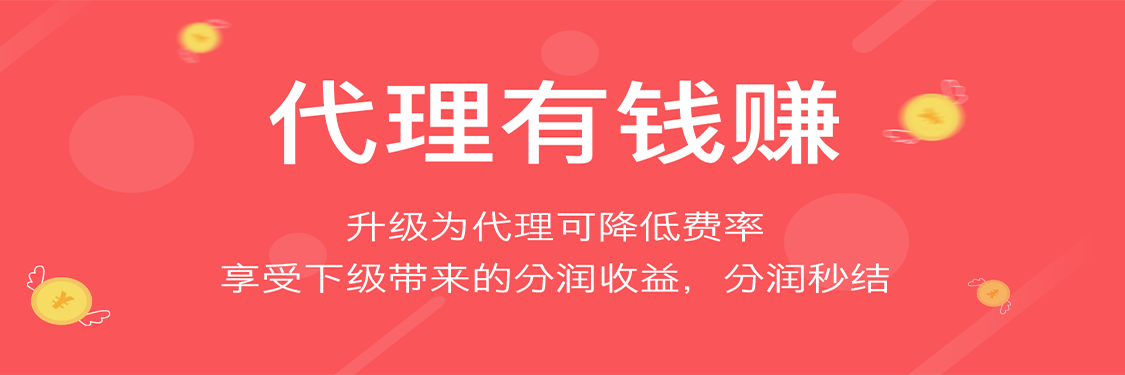 代理有钱赚
升级为代理可降低费率
享受下级带来的分润收益，分润秒结